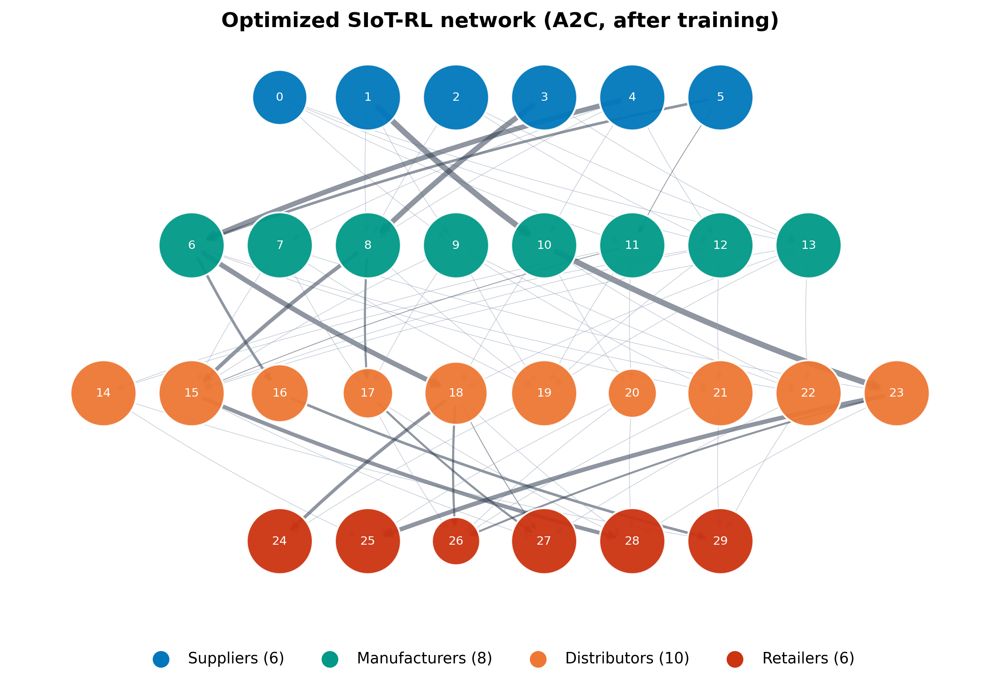 Optimized SIoT-RL network (A2C, after training)
0 1 2 3 4 5
6 7 8 9 10 11 12 13
14 15 16 17 18 19 20 21 22 23
24 25 26 27 28 29
Suppliers (6) Manufacturers (8) Distributors (10) Retailers (6)